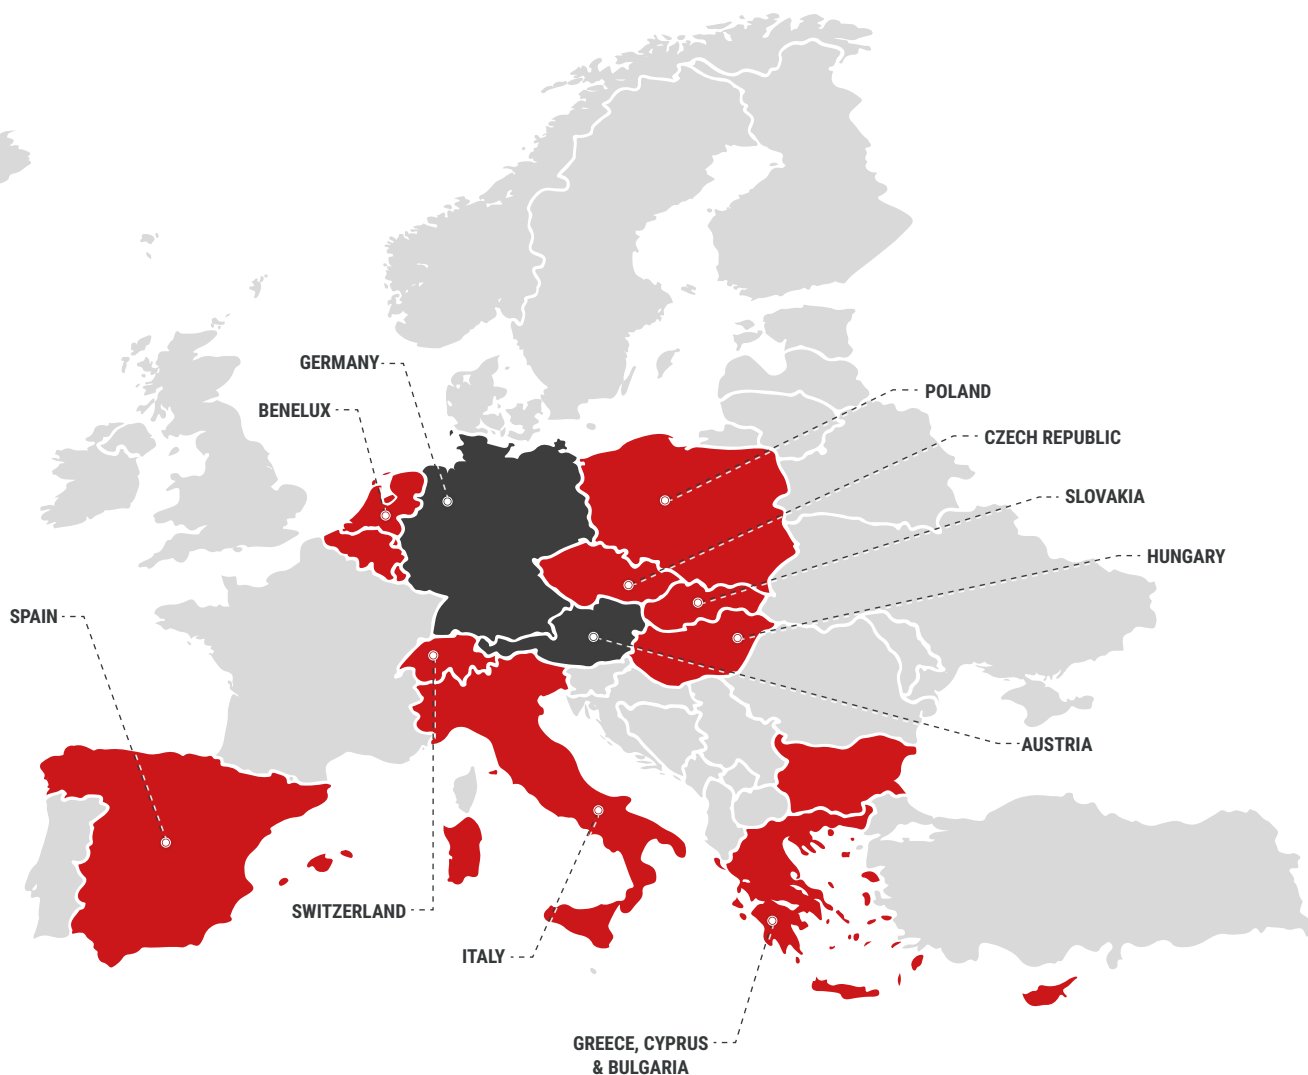 GERMANY
BENELUX
POLAND
CZECH REPUBLIC
SLOVAKIA
HUNGARY
SPAIN
AUSTRIA
SWITZERLAND
ITALY
GREECE, CYPRUS
& BULGARIA